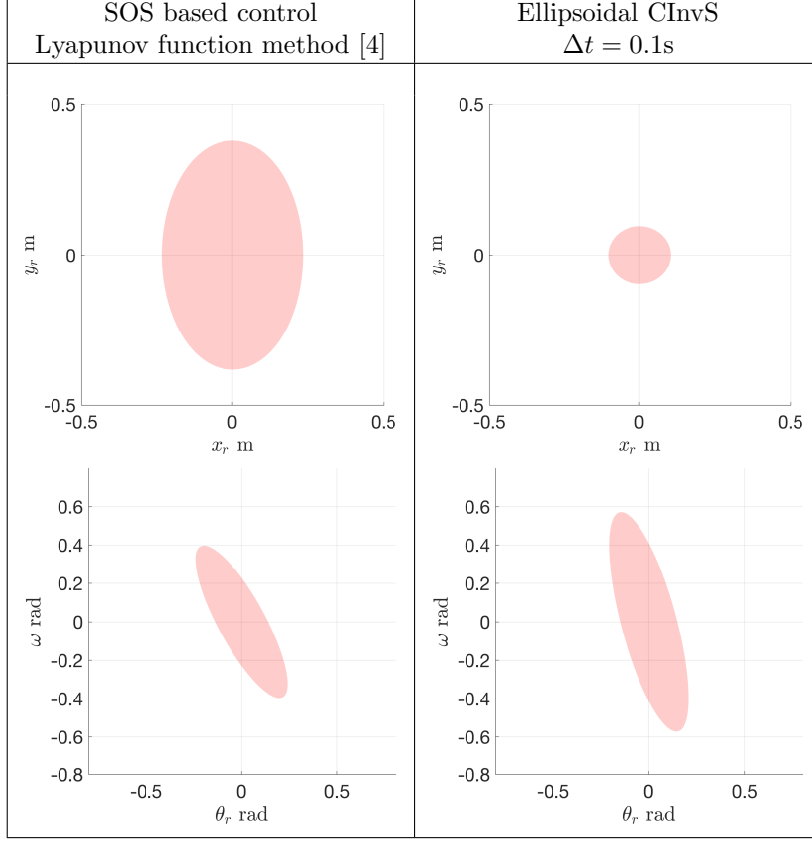 SOS based control
Lyapunov function method [4]
Ellipsoidal CInvS
Δt = 0.1s
0.5
0
-0.5
-0.5
0
0.5
y_r m
x_r m
0.5
0
-0.5
-0.5
0
0.5
y_r m
x_r m
0.6
0.4
0.2
0
-0.2
-0.4
-0.6
-0.8
-0.5
0
0.5
ω rad
θ_r rad
0.6
0.4
0.2
0
-0.2
-0.4
-0.6
-0.8
-0.5
0
0.5
ω rad
θ_r rad